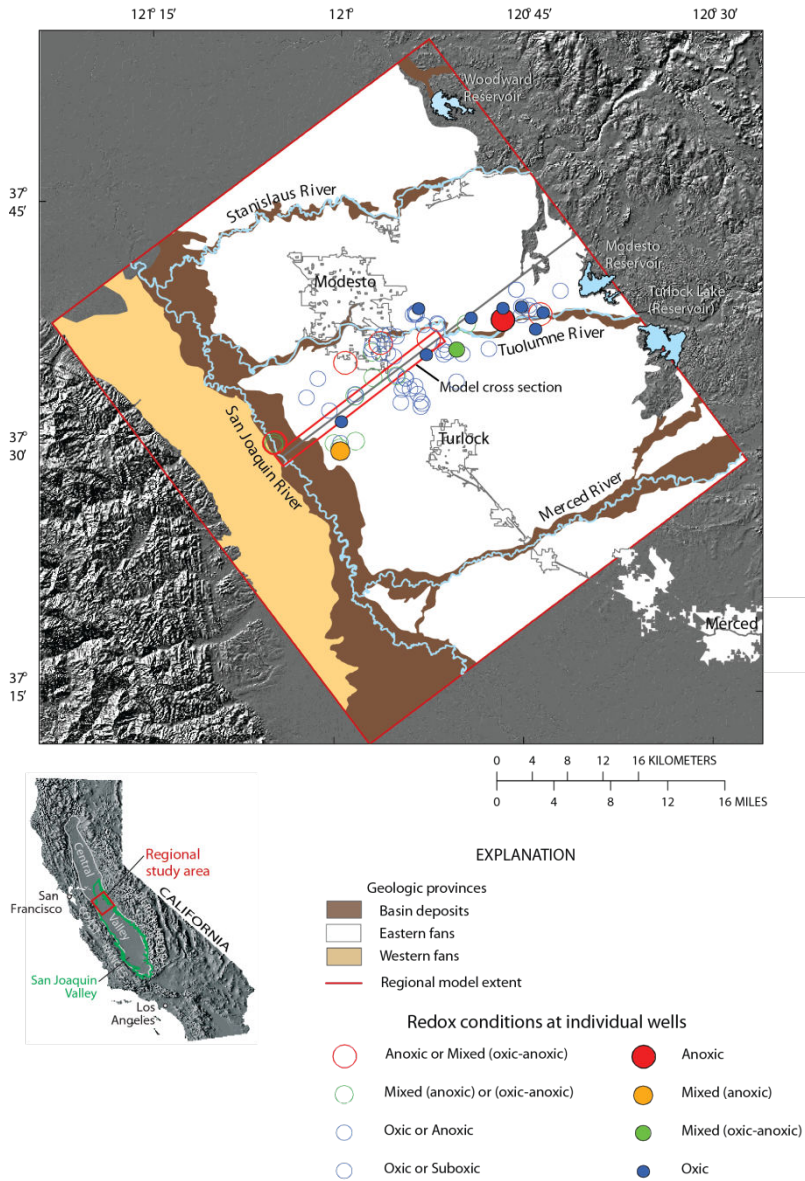 121° 15'
121°
120° 45'
120° 30'
Woodward
Reservoir
37°
45'
Stanislaus River
Modesto
Reservoir
Modesto
Turlock Lake
(Reservoir)
Tuolumne River
Model cross section
San Joaquin River
37°
30'
Turlock
Merced River
Merced
37°
15'
0 4 8 12 16 KILOMETERS
0 4 8 12 16 MILES
Central
Valley
Regional
study area
San
Francisco
CALIFORNIA
San Joaquin
Valley
Los
Angeles
EXPLANATION
Geologic provinces
Basin deposits
Eastern fans
Western fans
Regional model extent
Redox conditions at individual wells
Anoxic or Mixed (oxic-anoxic)
Anoxic
Mixed (anoxic) or (oxic-anoxic)
Mixed (anoxic)
Oxic or Anoxic
Mixed (oxic-anoxic)
Oxic or Suboxic
Oxic